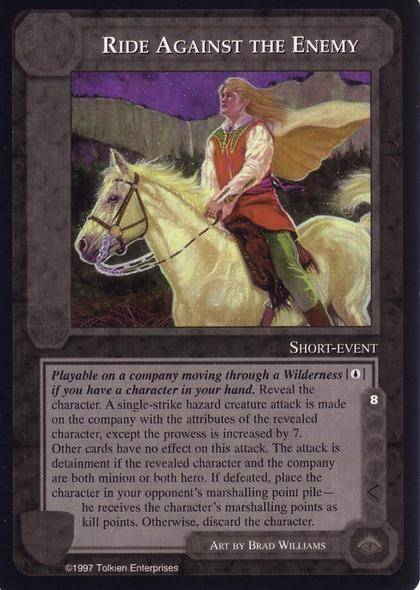 RIDE AGAINST THE ENEMY
SHORT-EVENT
Playable on a company moving through a Wilderness [ ]
if you have a character in your hand. Reveal the
character. A single-strike hazard creature attack is made
on the company with the attributes of the revealed
character, except the prowess is increased by 7.
Other cards have no effect on this attack. The attack is
detainment if the revealed character and the company
are both minion or both hero. If defeated, place the
character in your opponent's marshalling point pile—
he receives the character's marshalling points as
kill points. Otherwise, discard the character.
8
ART BY BRAD WILLIAMS
©1997 Tolkien Enterprises